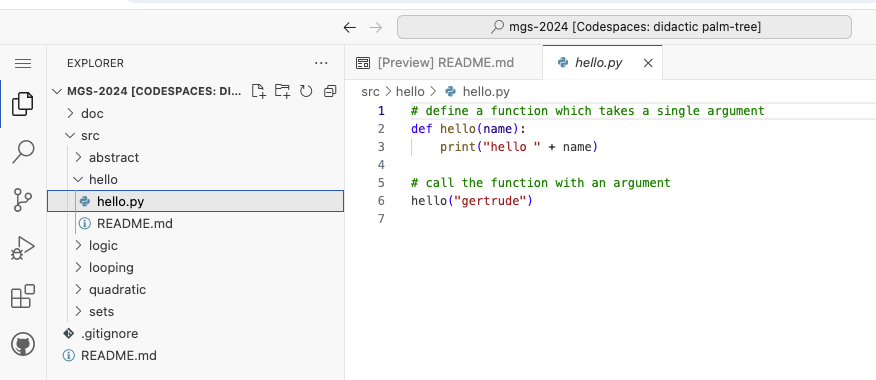 mgs-2024 [Codespaces: didactic palm-tree]
EXPLORER
MGS-2024 [CODESPACES: DI...
doc
src
abstract
hello
hello.py
README.md
logic
looping
quadratic
sets
.gitignore
README.md
[Preview] README.md
hello.py
src > hello > hello.py
1 # define a function which takes a single argument
2 def hello(name):
3     print("hello " + name)
4
5 # call the function with an argument
6 hello("gertrude")
7